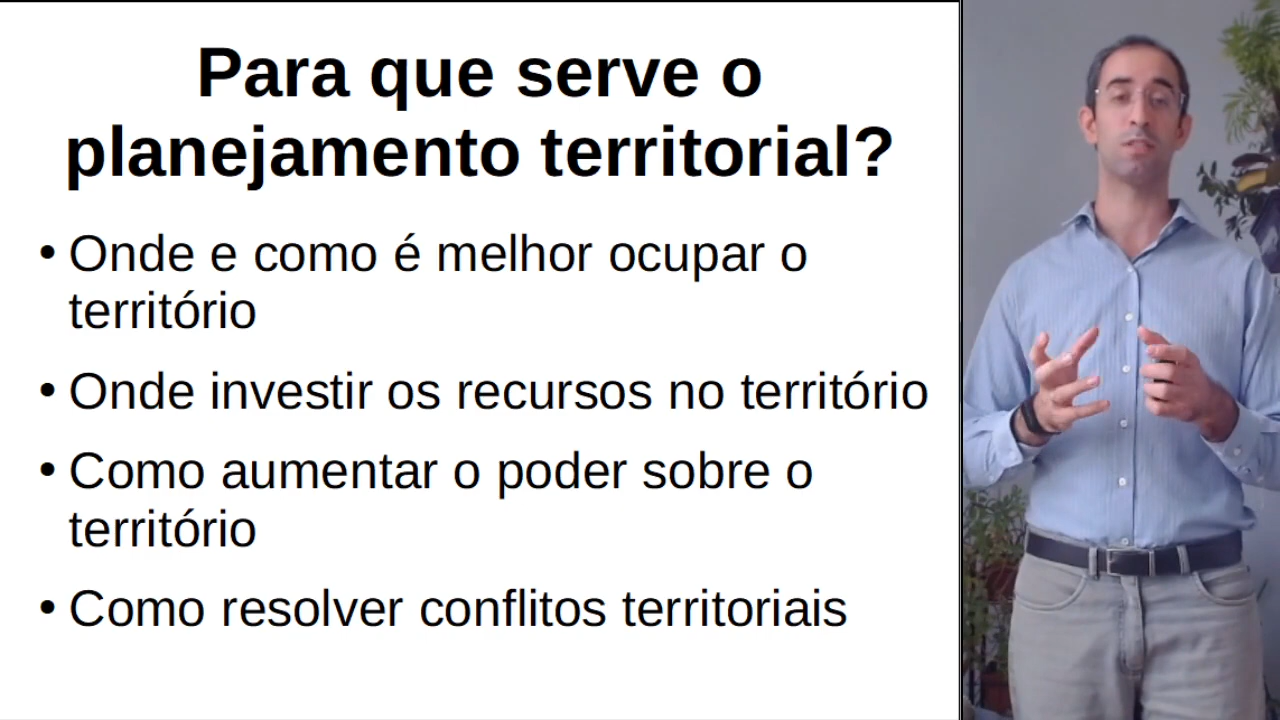 Para que serve o
planejamento territorial?
• Onde e como é melhor ocupar o
território
• Onde investir os recursos no território
• Como aumentar o poder sobre o
território
• Como resolver conflitos territoriais